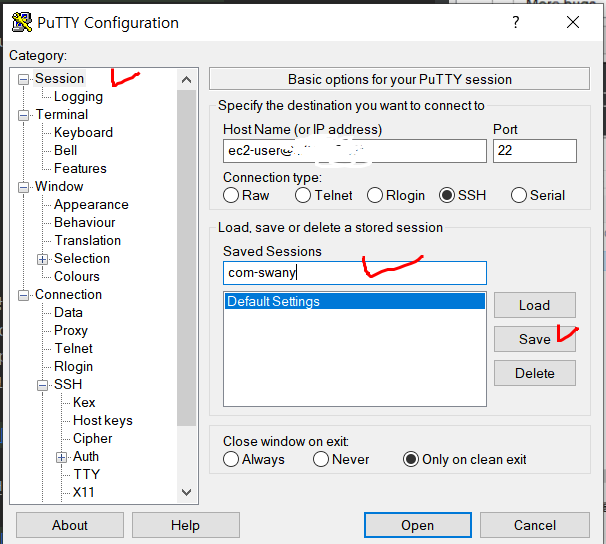 More bugs
PuTTY Configuration
Category:
Session
Logging
Terminal
Keyboard
Bell
Features
Window
Appearance
Behaviour
Translation
Selection
Colours
Connection
Data
Proxy
Telnet
Rlogin
SSH
Kex
Host keys
Cipher
Auth
TTY
X11
Basic options for your PuTTY session
Specify the destination you want to connect to
Host Name (or IP address) Port
ec2-user@ 22
Connection type:
Raw Telnet Rlogin SSH Serial
Load, save or delete a stored session
Saved Sessions
com-swany
Default Settings
Load
Save
Delete
Close window on exit:
Always Never Only on clean exit
About Help Open Cancel